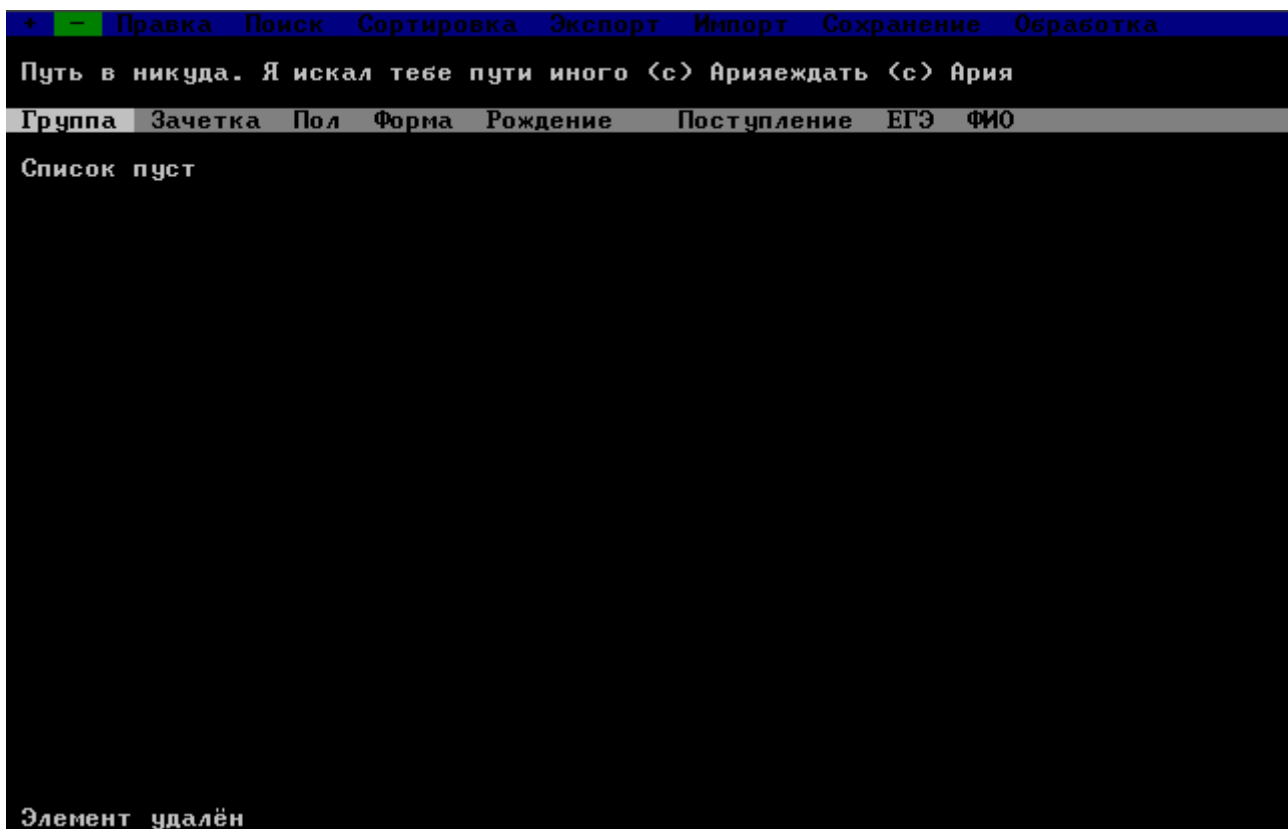 + – Правка Поиск Сортировка Экспорт Импорт Сохранение Обработка
Путь в никуда. Я искал тебе пути иного (c) Арияеждать (c) Ария
Группа Зачетка Пол Форма Рождение Поступление ЕГЭ ФИО
Список пуст
Элемент удалён